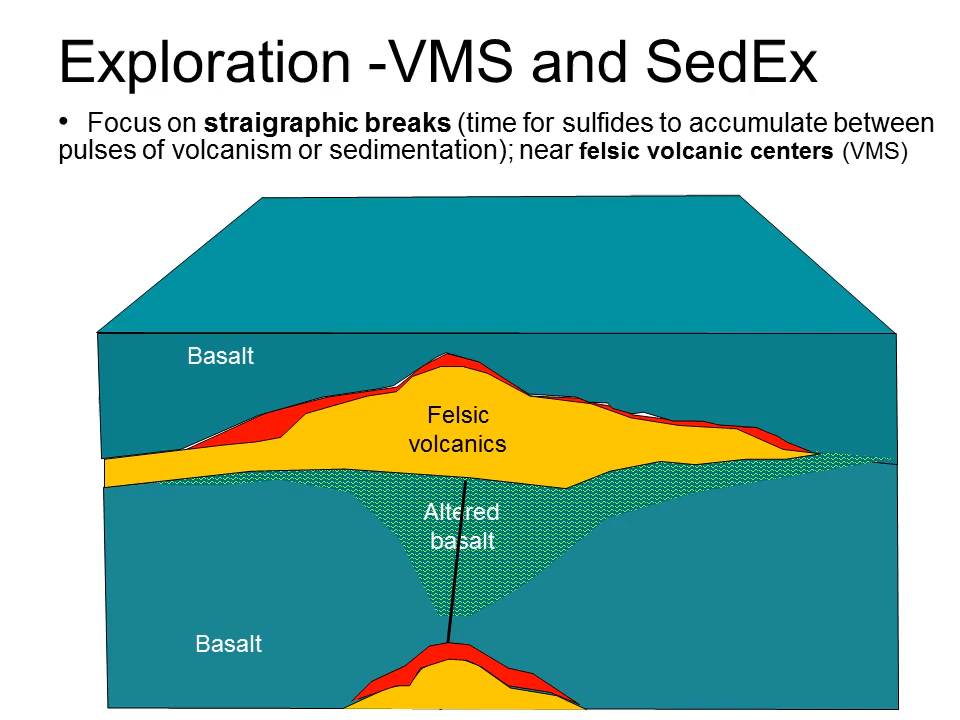 Exploration -VMS and SedEx
• Focus on straigraphic breaks (time for sulfides to accumulate between
pulses of volcanism or sedimentation); near felsic volcanic centers (VMS)
Basalt
Felsic
volcanics
Altered
basalt
Basalt